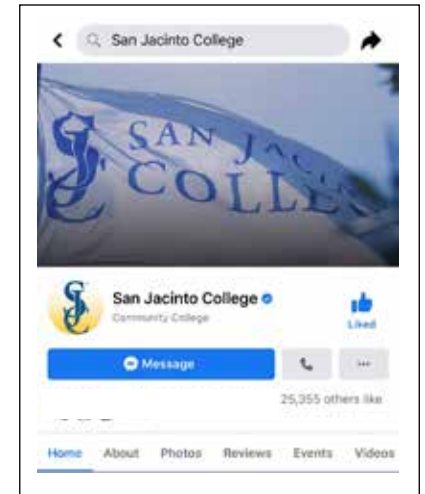 San Jacinto College
SAN JAC
COLLE
San Jacinto College
Community College
Liked
Message
25,355 others like
Home About Photos Reviews Events Videos